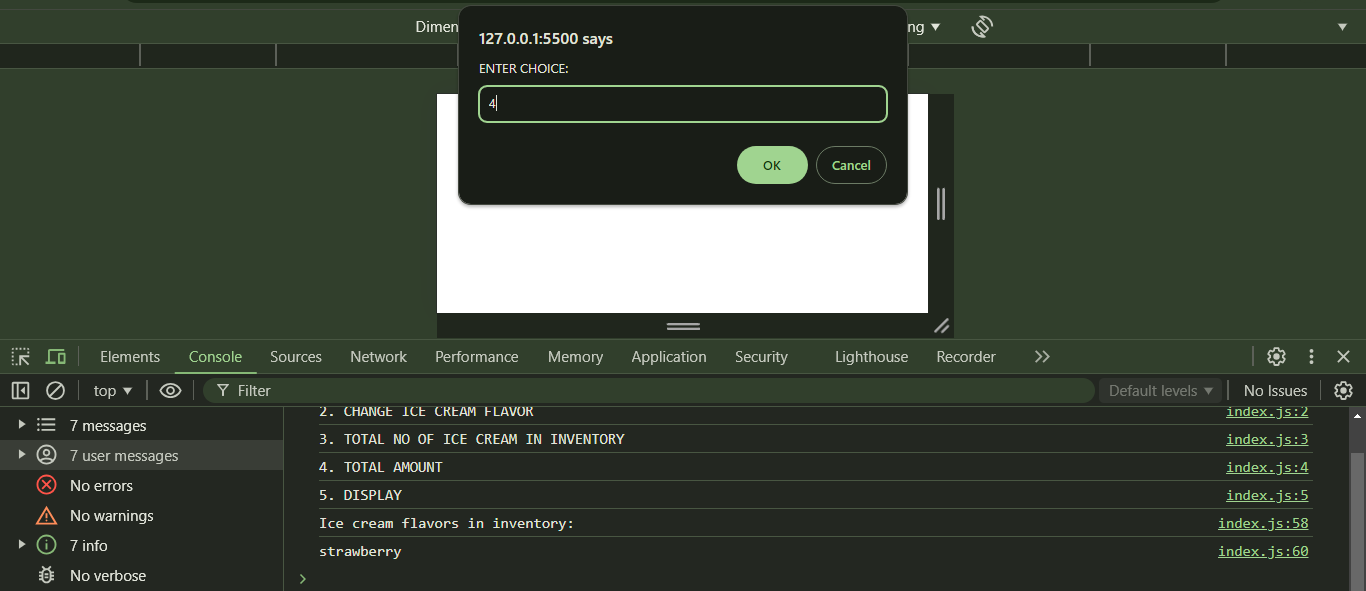 Dimen
ng
127.0.0.1:5500 says
ENTER CHOICE:
4
OK
Cancel
Elements Console Sources Network Performance Memory Application Security Lighthouse Recorder
top Filter Default levels No Issues
7 messages
7 user messages
No errors
No warnings
7 info
No verbose
2. CHANGE ICE CREAM FLAVOR index.js:2
3. TOTAL NO OF ICE CREAM IN INVENTORY index.js:3
4. TOTAL AMOUNT index.js:4
5. DISPLAY index.js:5
Ice cream flavors in inventory: index.js:58
strawberry index.js:60